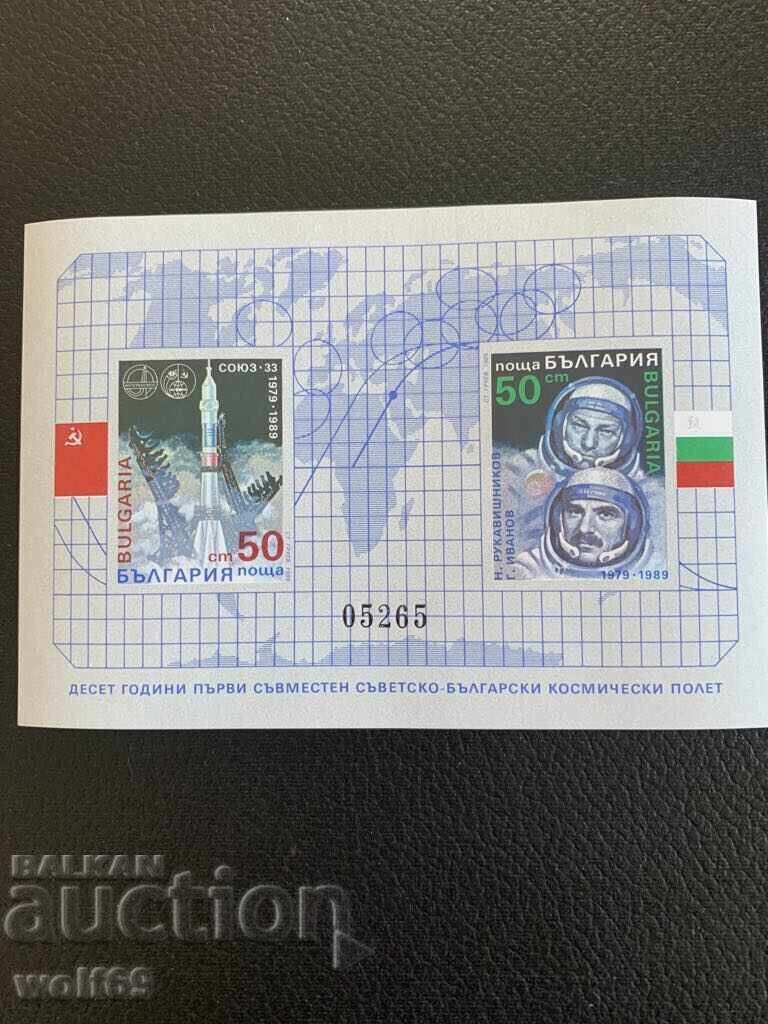 СОЮЗ·33
1979-1989
BULGARIA
ст 50
БЪЛГАРИЯ поща
поща БЪЛГАРИЯ
50 ст
BULGARIA
Н. РУКАВИШНИКОВ
Г. ИВАНОВ
1979·1989
05265
ДЕСЕТ ГОДИНИ ПЪРВИ СЪВМЕСТЕН СЪВЕТСКО-БЪЛГАРСКИ КОСМИЧЕСКИ ПОЛЕТ
BALKAN
auction
wolf69